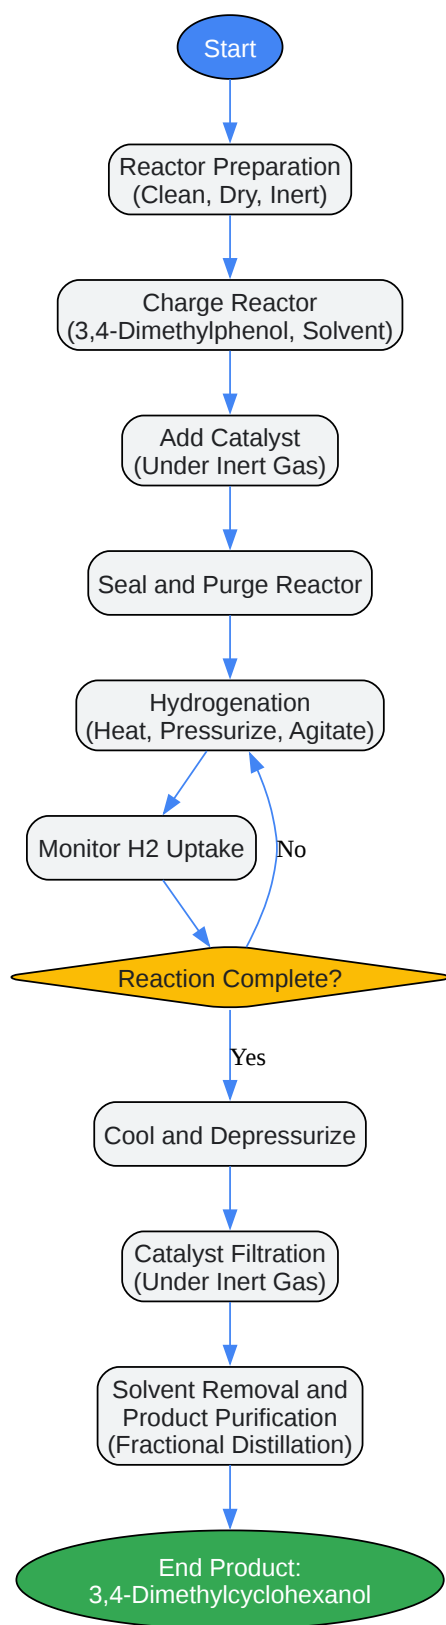 Start
Reactor Preparation
(Clean, Dry, Inert)
Charge Reactor
(3,4-Dimethylphenol, Solvent)
Add Catalyst
(Under Inert Gas)
Seal and Purge Reactor
Hydrogenation
(Heat, Pressurize, Agitate)
Monitor H2 Uptake
No
Reaction Complete?
Yes
Cool and Depressurize
Catalyst Filtration
(Under Inert Gas)
Solvent Removal and
Product Purification
(Fractional Distillation)
End Product:
3,4-Dimethylcyclohexanol